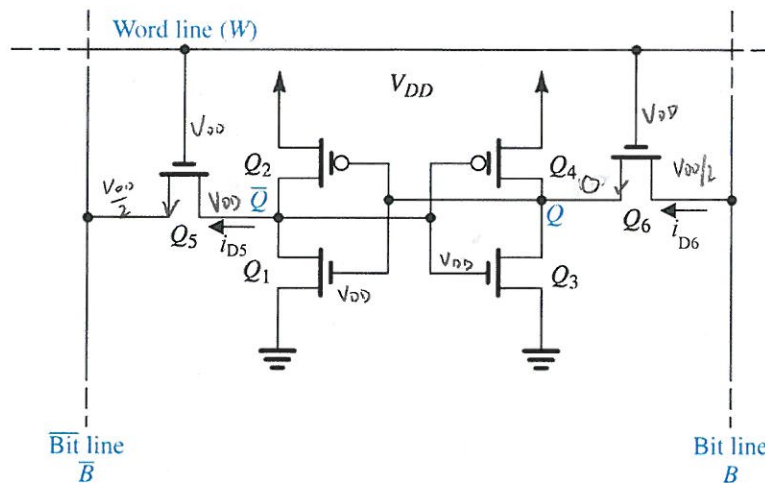 Word line (W)
V_DD
V_DD
V_DD
Q_2
Q_4
O
V_DD/2
V_DD/2
V_DD
Q̅
Q
Q_5
i_D5
Q_6
i_D6
Q_1
V_DD
V_DD
Q_3
B̅i̅t̅ line
B̅
Bit line
B